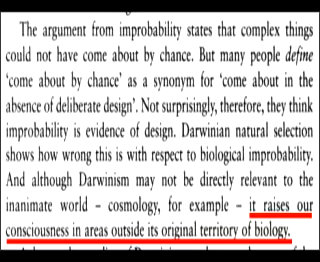 The argument from improbability states that complex things
could not have come about by chance. But many people define
'come about by chance' as a synonym for 'come about in the
absence of deliberate design'. Not surprisingly, therefore, they think
improbability is evidence of design. Darwinian natural selection
shows how wrong this is with respect to biological improbability.
And although Darwinism may not be directly relevant to the
inanimate world – cosmology, for example – it raises our
consciousness in areas outside its original territory of biology.